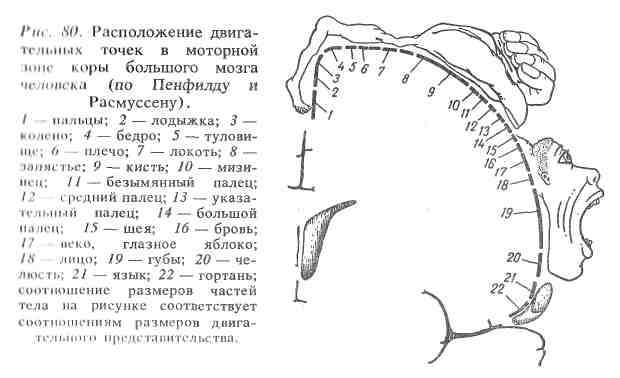 Рис. 80. Расположение двига-
тельных точек в моторной
зоне коры большого мозга
человека (по Пенфилду и
Расмуссену).
1 — пальцы; 2 — лодыжка; 3 —
колено; 4 — бедро; 5 — тулови-
ще; 6 — плечо; 7 — локоть; 8 —
запястье; 9 — кисть; 10 — мизи-
нец; 11 — безымянный палец;
12 — средний палец; 13 — указа-
тельный палец; 14 — большой
палец; 15 — шея; 16 — бровь;
17 — веко, глазное яблоко;
18 — лицо; 19 — губы; 20 — че-
люсть; 21 — язык; 22 — гортань;
соотношение размеров частей
тела на рисунке соответствует
соотношениям размеров двига-
тельного представительства.
1
2
3
4
5
6
7
8
9
10
11
12
13
14
15
16
17
18
19
20
21
22